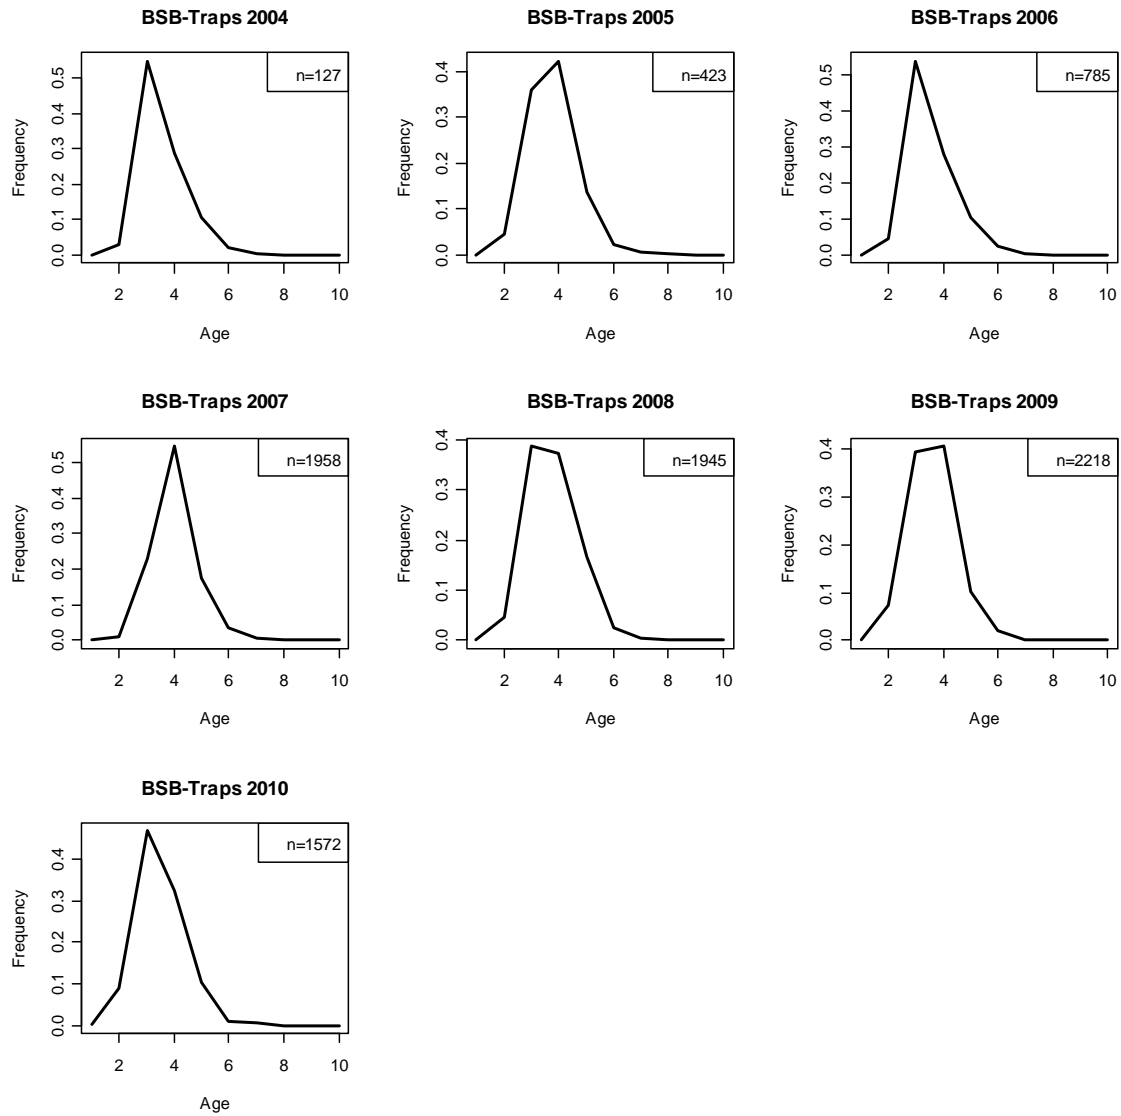 BSB-Traps 2004
n=127
Frequency
0.0 0.1 0.2 0.3 0.4 0.5
2 4 6 8 10
Age
BSB-Traps 2005
n=423
Frequency
0.0 0.1 0.2 0.3 0.4
2 4 6 8 10
Age
BSB-Traps 2006
n=785
Frequency
0.0 0.1 0.2 0.3 0.4 0.5
2 4 6 8 10
Age
BSB-Traps 2007
n=1958
Frequency
0.0 0.1 0.2 0.3 0.4 0.5
2 4 6 8 10
Age
BSB-Traps 2008
n=1945
Frequency
0.0 0.1 0.2 0.3 0.4
2 4 6 8 10
Age
BSB-Traps 2009
n=2218
Frequency
0.0 0.1 0.2 0.3 0.4
2 4 6 8 10
Age
BSB-Traps 2010
n=1572
Frequency
0.0 0.1 0.2 0.3 0.4
2 4 6 8 10
Age